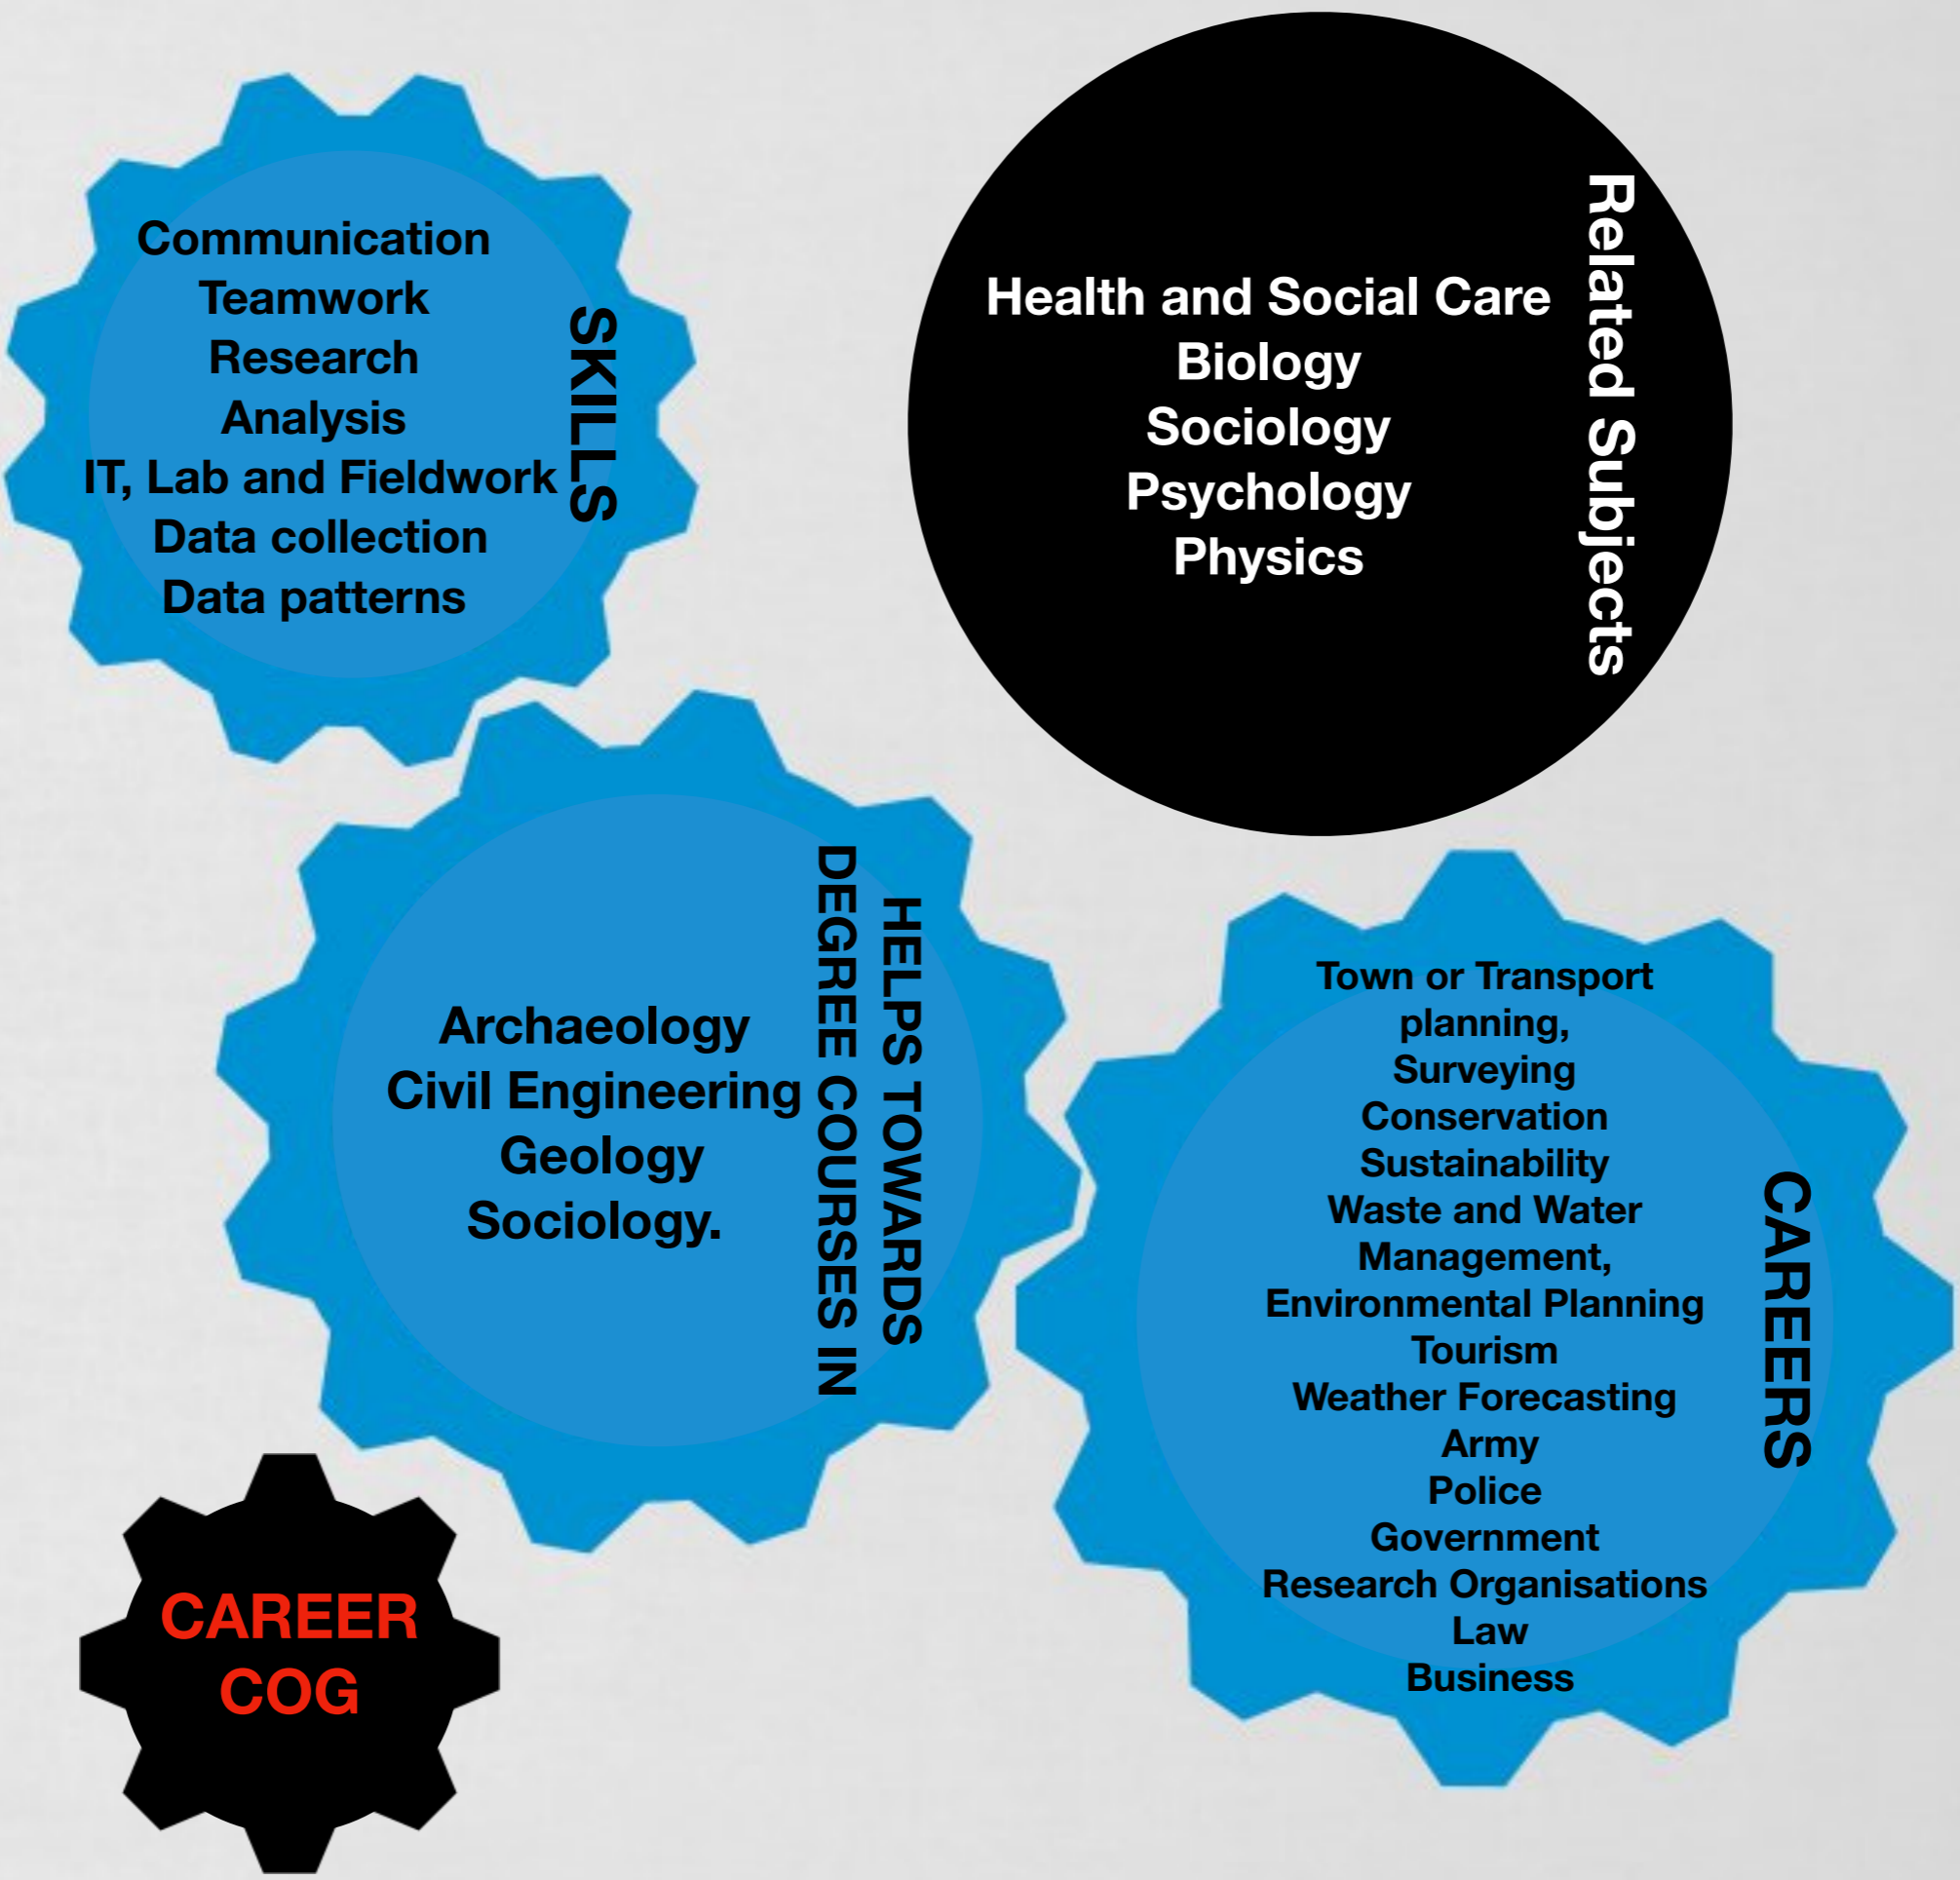 Communication
Teamwork
Research
Analysis
IT, Lab and Fieldwork
Data collection
Data patterns
SKILLS
Health and Social Care
Biology
Sociology
Psychology
Physics
Related Subjects
Archaeology
Civil Engineering
Geology
Sociology.
HELPS TOWARDS
DEGREE COURSES IN
Town or Transport
planning,
Surveying
Conservation
Sustainability
Waste and Water
Management,
Environmental Planning
Tourism
Weather Forecasting
Army
Police
Government
Research Organisations
Law
Business
CAREERS
CAREER
COG